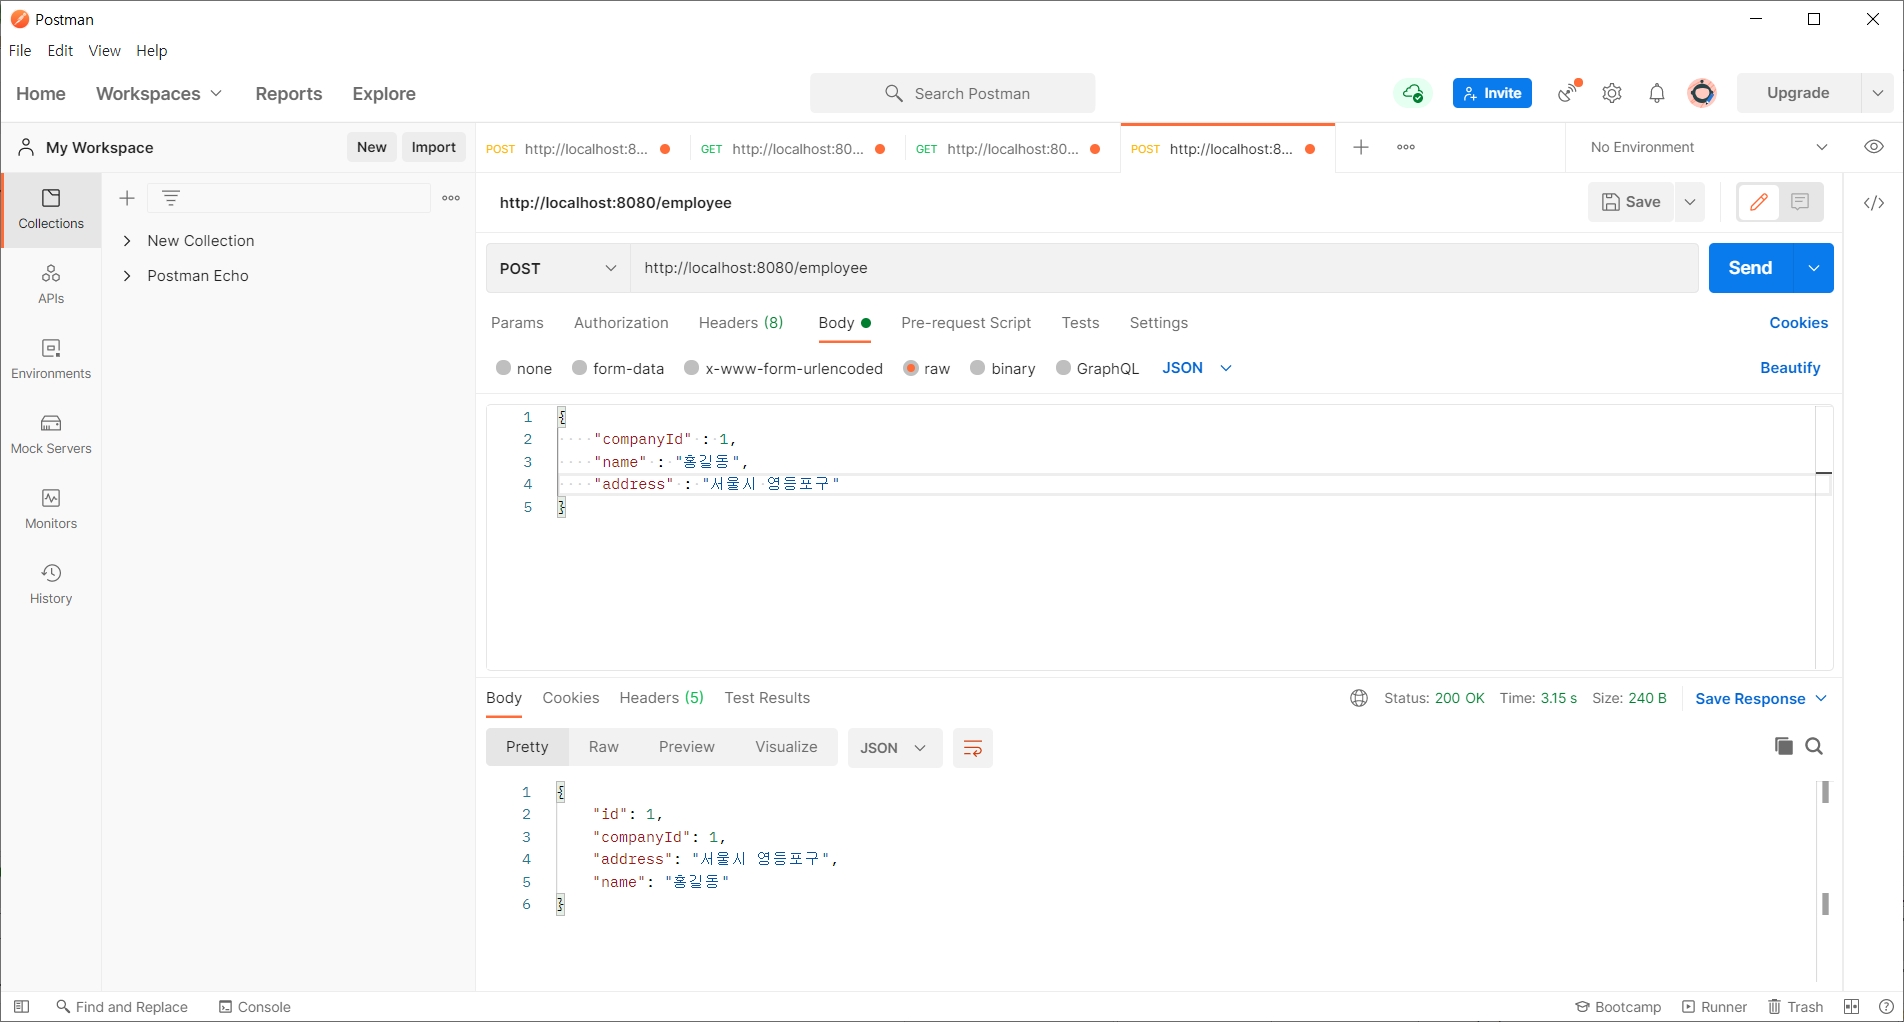 Postman
File Edit View Help
Home Workspaces Reports Explore Search Postman Invite Upgrade
My Workspace New Import
POST http://localhost:8... GET http://localhost:80... GET http://localhost:80... POST http://localhost:8... No Environment
Collections
APIs
Environments
Mock Servers
Monitors
History
New Collection
Postman Echo
http://localhost:8080/employee Save
POST http://localhost:8080/employee Send
Params Authorization Headers (8) Body Pre-request Script Tests Settings Cookies
none form-data x-www-form-urlencoded raw binary GraphQL JSON Beautify
1 {
2 "companyId" : 1,
3 "name" : "홍길동",
4 "address" : "서울시 영등포구"
5 }
Body Cookies Headers (5) Test Results Status: 200 OK Time: 3.15 s Size: 240 B Save Response
Pretty Raw Preview Visualize JSON
1 {
2 "id": 1,
3 "companyId": 1,
4 "address": "서울시 영등포구",
5 "name": "홍길동"
6 }
Find and Replace Console Bootcamp Runner Trash